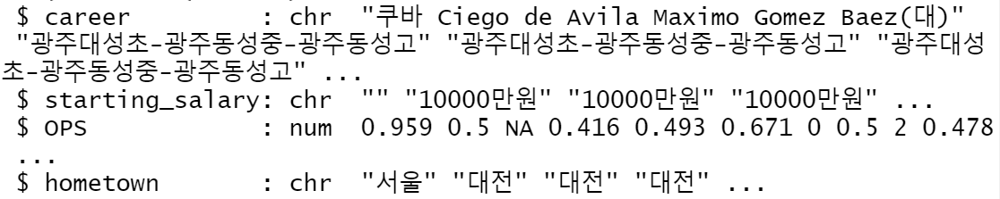 $ career        : chr  "쿠바 Ciego de Avila Maximo Gomez Baez(대)"
"광주대성초-광주동성중-광주동성고" "광주대성초-광주동성중-광주동성고" "광주대성
초-광주동성중-광주동성고" ...
$ starting_salary: chr  "" "10000만원" "10000만원" "10000만원" ...
$ OPS           : num  0.959 0.5 NA 0.416 0.493 0.671 0 0.5 2 0.478
...
$ hometown      : chr  "서울" "대전" "대전" "대전" ...